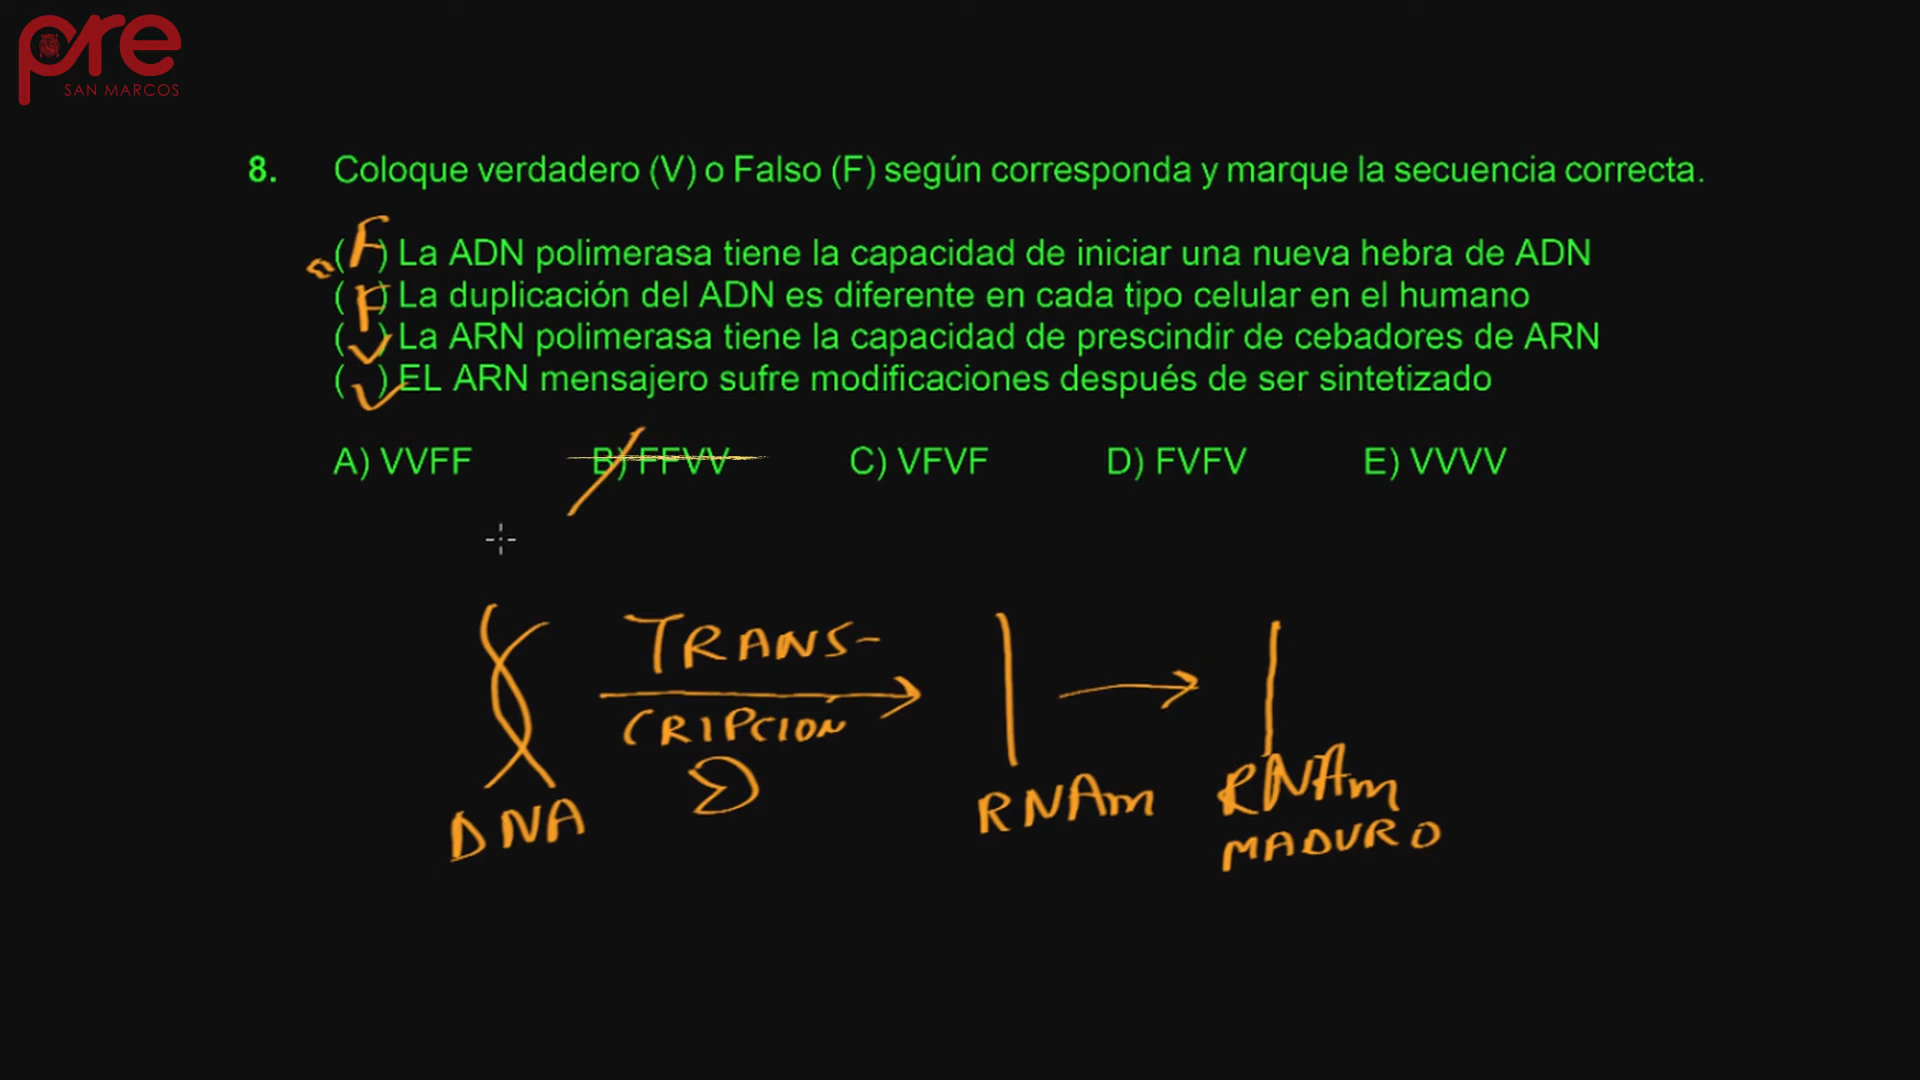 pre
SAN MARCOS
8. Coloque verdadero (V) o Falso (F) según corresponda y marque la secuencia correcta.
(F) La ADN polimerasa tiene la capacidad de iniciar una nueva hebra de ADN
(F) La duplicación del ADN es diferente en cada tipo celular en el humano
(V) La ARN polimerasa tiene la capacidad de prescindir de cebadores de ARN
(V) EL ARN mensajero sufre modificaciones después de ser sintetizado
A) VVFF B) FFVV C) VFVF D) FVFV E) VVVV
TRANS-
CRIPCIÓN
DNA
RNAm
RNAm
MADURO